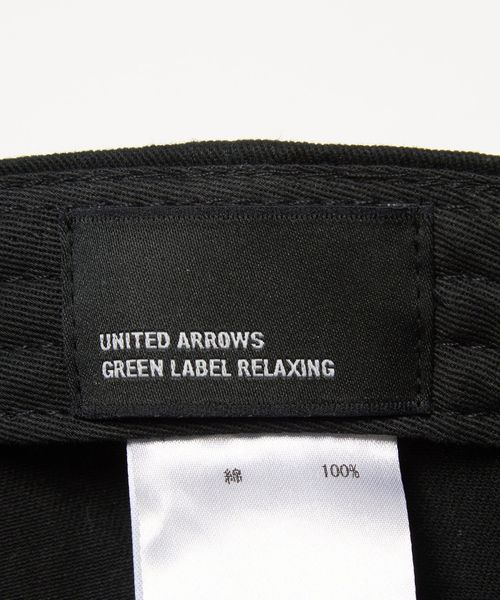 UNITED ARROWS
GREEN LABEL RELAXING
綿 100%